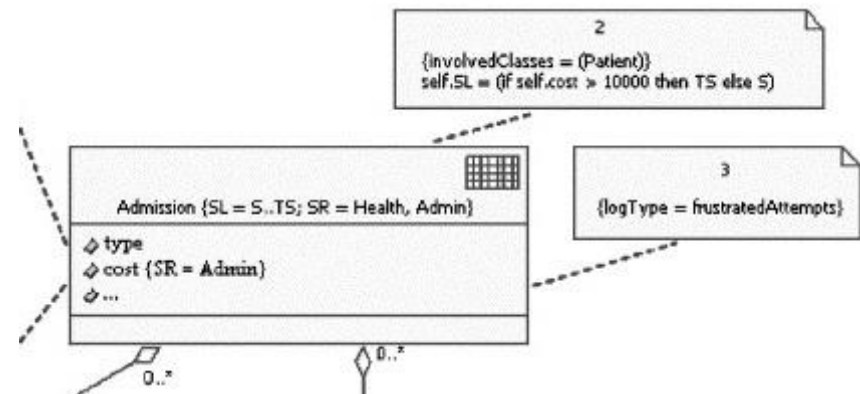 2
{involvedClasses = (Patient)}
self.SL = (if self.cost > 10000 then TS else S)
3
{logType = frustratedAttempts}
Admission {SL = S..TS; SR = Health, Admin}
type
cost {SR = Admin}
...
0..*
0..*